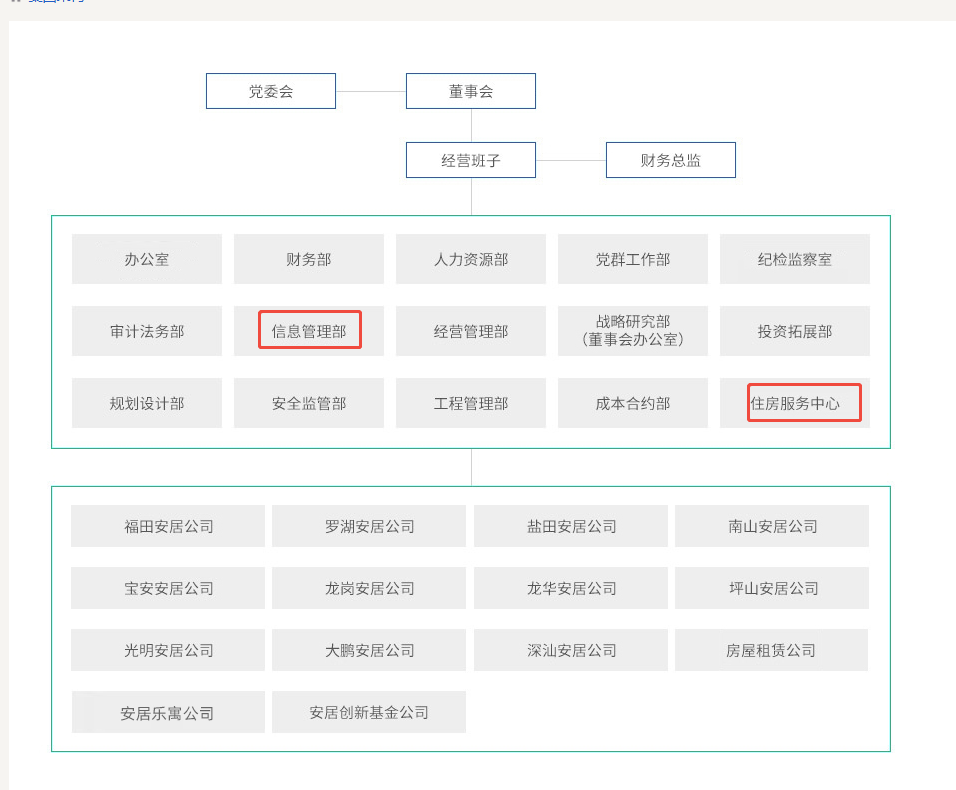 党委会
董事会
经营班子
财务总监
办公室
财务部
人力资源部
党群工作部
纪检监察室
审计法务部
信息管理部
经营管理部
战略研究部
（董事会办公室）
投资拓展部
规划设计部
安全监管部
工程管理部
成本合约部
住房服务中心
福田安居公司
罗湖安居公司
盐田安居公司
南山安居公司
宝安安居公司
龙岗安居公司
龙华安居公司
坪山安居公司
光明安居公司
大鹏安居公司
深汕安居公司
房屋租赁公司
安居乐寓公司
安居创新基金公司